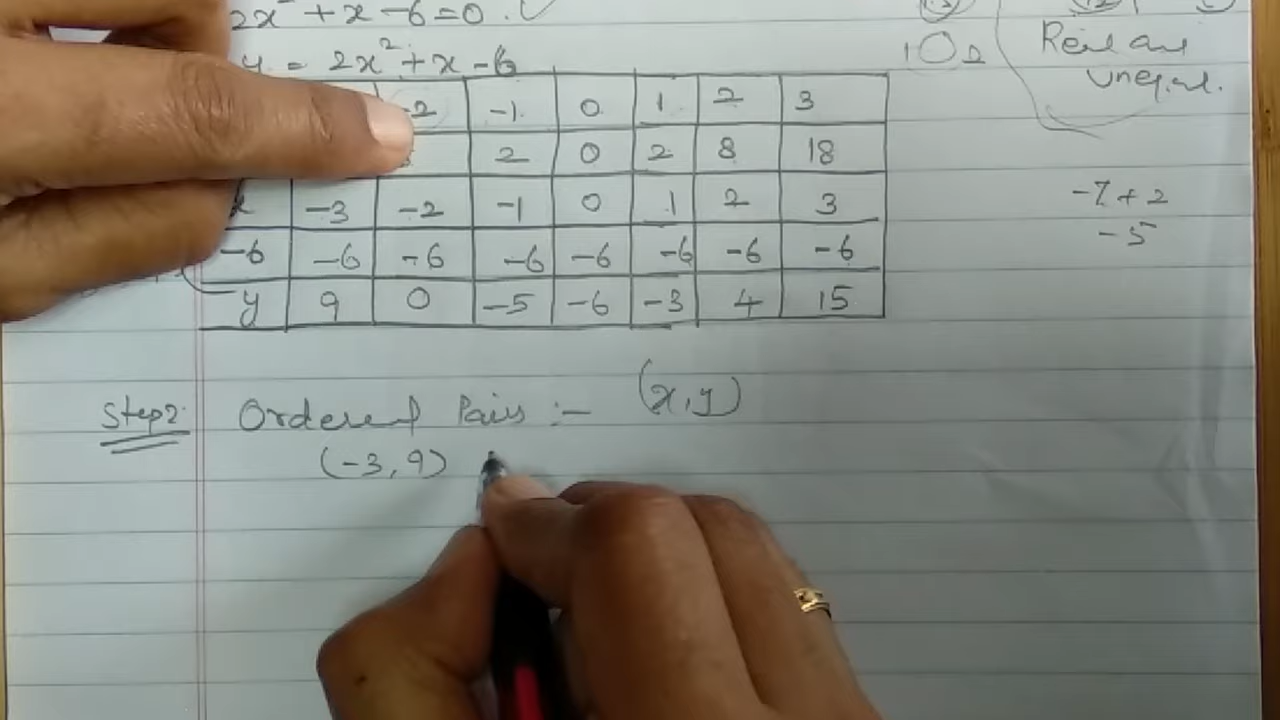 2x² + x - 6 = 0.
y = 2x² + x - 6
-2 -1 0 1 2 3
2 0 2 8 18
x -3 -2 -1 0 1 2 3
-6 -6 -6 -6 -6 -6 -6 -6
y 9 0 -5 -6 -3 4 15
Real and
Unequal.
-7 + 2
-5
Step2: Ordered Pairs :- (x, y)
(-3, 9)